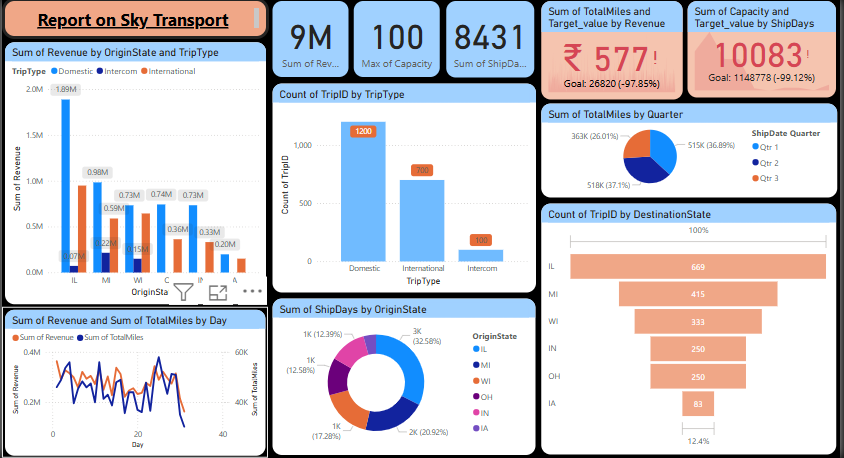 Report on Sky Transport
9M
Sum of Rev...
100
Max of Capacity
8431
Sum of ShipDa...
Sum of TotalMiles and
Target_value by Revenue
₹ 577!
Goal: 26820 (-97.85%)
Sum of Capacity and
Target_value by ShipDays
10083!
Goal: 1148778 (-99.12%)
Sum of Revenue by OriginState and TripType
TripType Domestic Intercom International
Sum of Revenue
2.0M
1.5M
1.0M
0.5M
0.0M
1.89M
0.07M
0.98M
0.22M
0.59M
0.73M
0.15M
0.74M
0.36M
0.73M
0.33M
0.20M
IL
MI
WI
OriginSta
Count of TripID by TripType
Count of TripID
1,000
500
0
1200
700
100
Domestic
International
Intercom
TripType
Sum of TotalMiles by Quarter
363K (26.01%)
515K (36.89%)
518K (37.1%)
ShipDate Quarter
Qtr 1
Qtr 2
Qtr 3
Sum of Revenue and Sum of TotalMiles by Day
Sum of Revenue Sum of TotalMiles
Sum of Revenue
0.4M
0.2M
60K
40K
Sum of TotalMiles
0
20
40
Day
Sum of ShipDays by OriginState
3K
(32.58%)
2K (20.92%)
1K
(17.28%)
1K
(12.58%)
1K (12.39%)
OriginState
IL
MI
WI
OH
IN
IA
Count of TripID by DestinationState
100%
IL
669
MI
415
WI
333
IN
250
OH
250
IA
83
12.4%